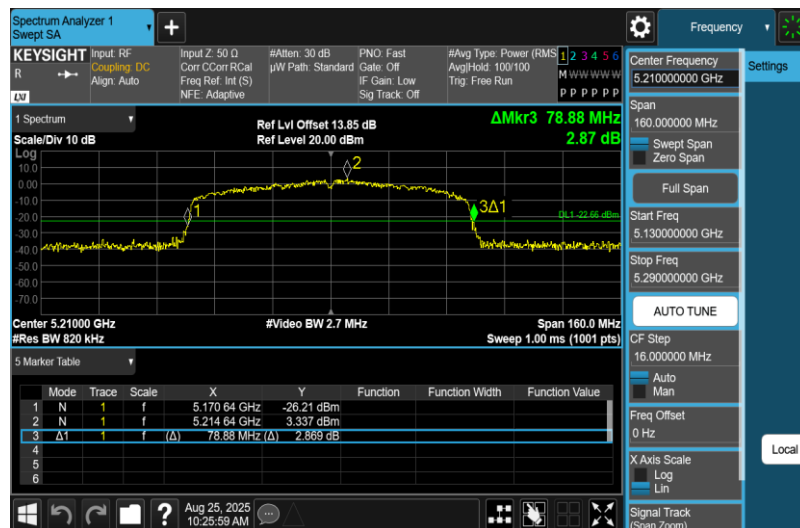 Spectrum Analyzer 1
Swept SA
Frequency
KEYSIGHT
R
LXI
Input: RF
Coupling: DC
Align: Auto
Input Z: 50 Ω
Corr CCorr RCal
Freq Ref: Int (S)
NFE: Adaptive
#Atten: 30 dB
µW Path: Standard
PNO: Fast
Gate: Off
IF Gain: Low
Sig Track: Off
#Avg Type: Power (RMS
Avg|Hold: 100/100
Trig: Free Run
1 2 3 4 5 6
M W W W W W
P P P P P P
1 Spectrum
Scale/Div 10 dB
Ref Lvl Offset 13.85 dB
Ref Level 20.00 dBm
ΔMkr3 78.88 MHz
2.87 dB
Log
10.0
0.00
-10.0
-20.0
-30.0
-40.0
-50.0
-60.0
-70.0
1
2
3Δ1
DL1 -22.66 dBm
Center 5.21000 GHz
#Res BW 820 kHz
#Video BW 2.7 MHz
Span 160.0 MHz
Sweep 1.00 ms (1001 pts)
5 Marker Table
Mode Trace Scale X Y Function Function Width Function Value
1 N 1 f 5.170 64 GHz -26.21 dBm
2 N 1 f 5.214 64 GHz 3.337 dBm
3 Δ1 1 f (Δ) 78.88 MHz (Δ) 2.869 dB
4
5
6
Aug 25, 2025
10:25:59 AM
Center Frequency
5.210000000 GHz
Span
160.000000 MHz
Swept Span
Zero Span
Full Span
Start Freq
5.130000000 GHz
Stop Freq
5.290000000 GHz
AUTO TUNE
CF Step
16.000000 MHz
Auto
Man
Freq Offset
0 Hz
X Axis Scale
Log
Lin
Signal Track
(Span Zoom)
Settings
Local